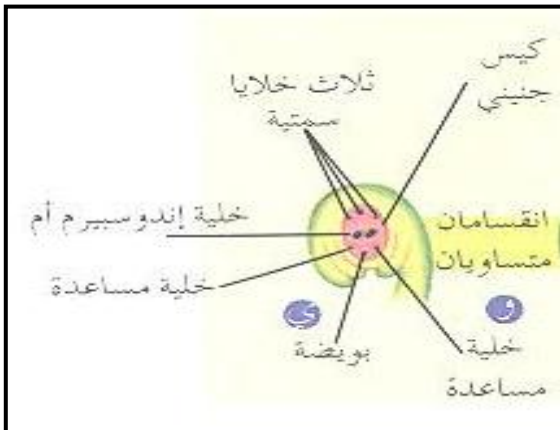 كيس
جنيني
ثلاث خلايا
سمتية
خلية إندوسبيرم أم
انقسامان
متساويان
خلية مساعدة
ي
و
بويضة
خلية
مساعدة